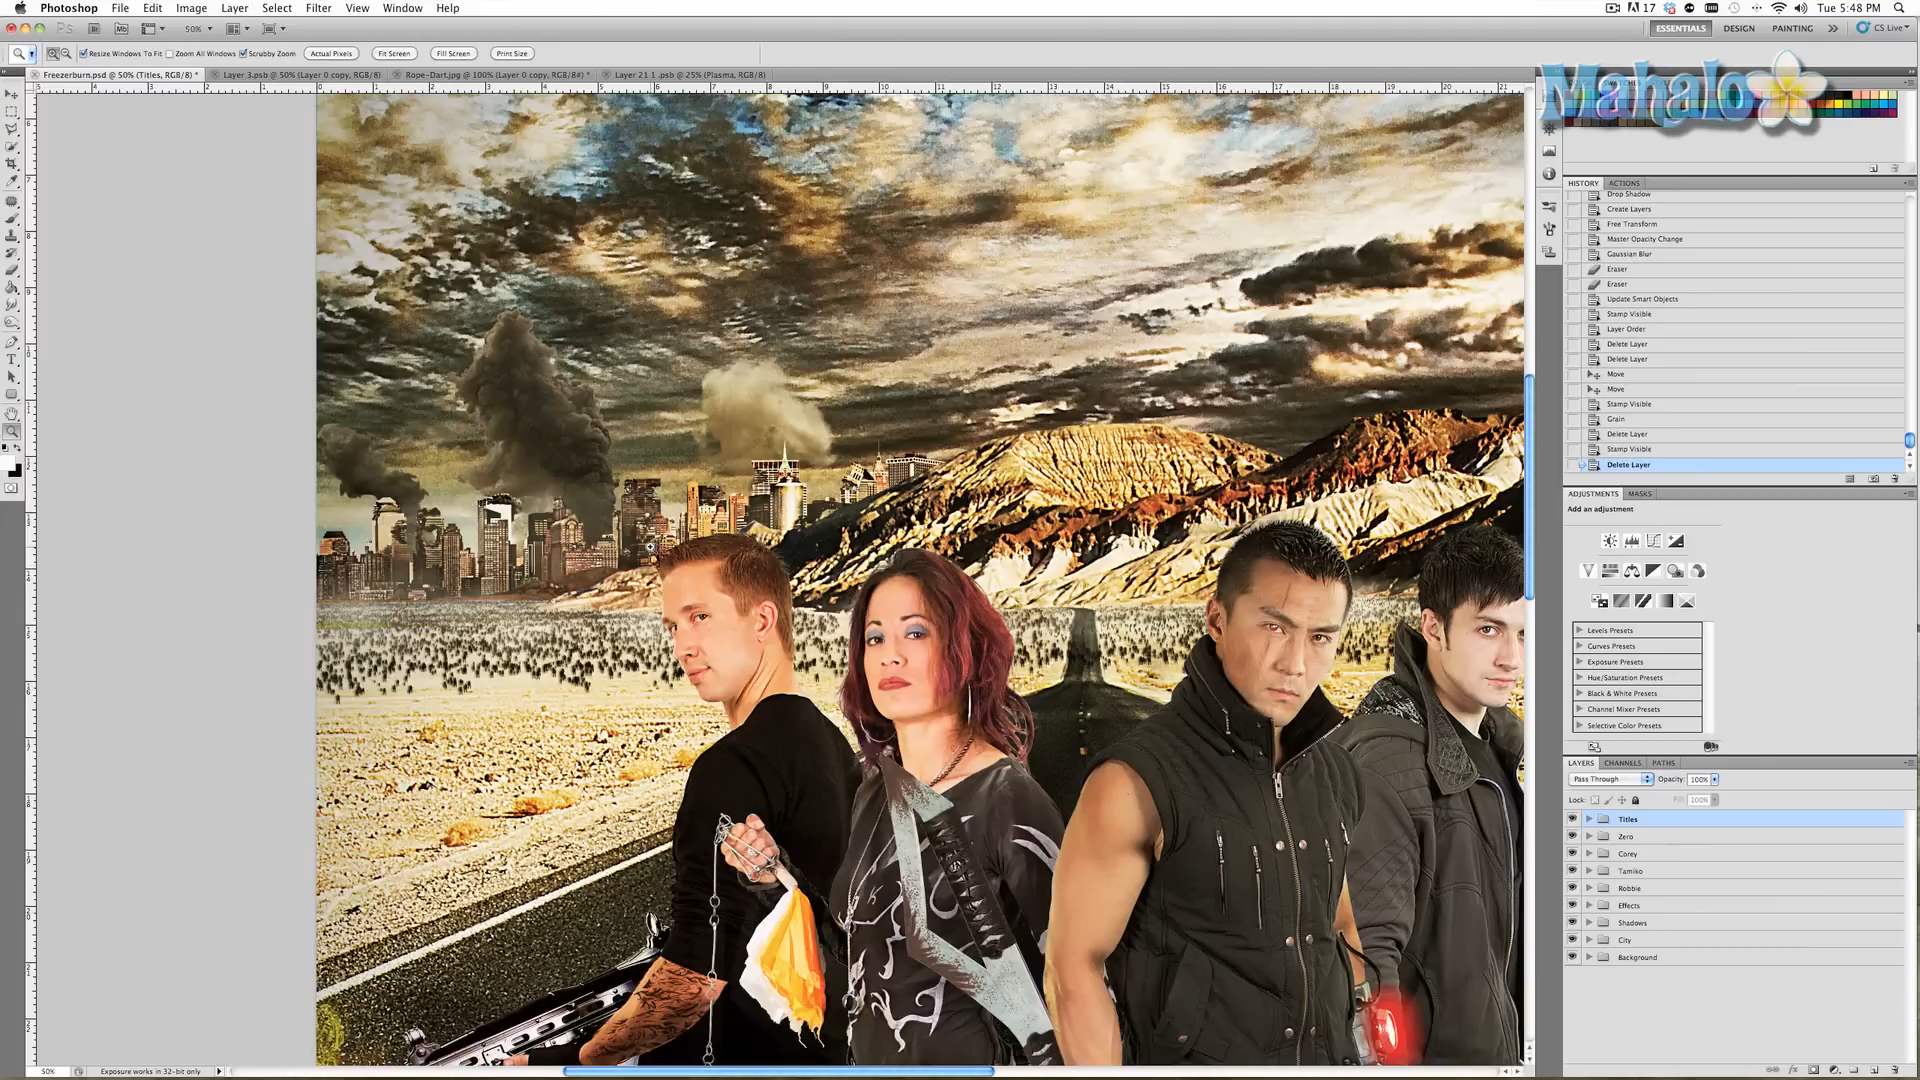 Photoshop File Edit Image Layer Select Filter View Window Help
17 Tue 5:48 PM
Ps Br Mb 50%
ESSENTIALS DESIGN PAINTING CS Live
Resize Windows To Fit Zoom All Windows Scrubby Zoom Actual Pixels Fit Screen Fill Screen Print Size
Freezerburn.psd @ 50% (Titles, RGB/8) * Layer 3.psb @ 50% (Layer 0 copy, RGB/8) Rope-Dart.jpg @ 100% (Layer 0 copy, RGB/8#) * Layer 21 1 .psb @ 25% (Plasma, RGB/8)
Mahalo
HISTORY ACTIONS
Drop Shadow
Create Layers
Free Transform
Master Opacity Change
Gaussian Blur
Eraser
Eraser
Update Smart Objects
Stamp Visible
Layer Order
Delete Layer
Delete Layer
Move
Move
Stamp Visible
Grain
Delete Layer
Stamp Visible
Delete Layer
ADJUSTMENTS MASKS
Add an adjustment
Levels Presets
Curves Presets
Exposure Presets
Hue/Saturation Presets
Black & White Presets
Channel Mixer Presets
Selective Color Presets
LAYERS CHANNELS PATHS
Pass Through Opacity: 100%
Lock: Fill: 100%
Titles
Zero
Corey
Tamiko
Robbie
Effects
Shadows
City
Background
50% Exposure works in 32-bit only